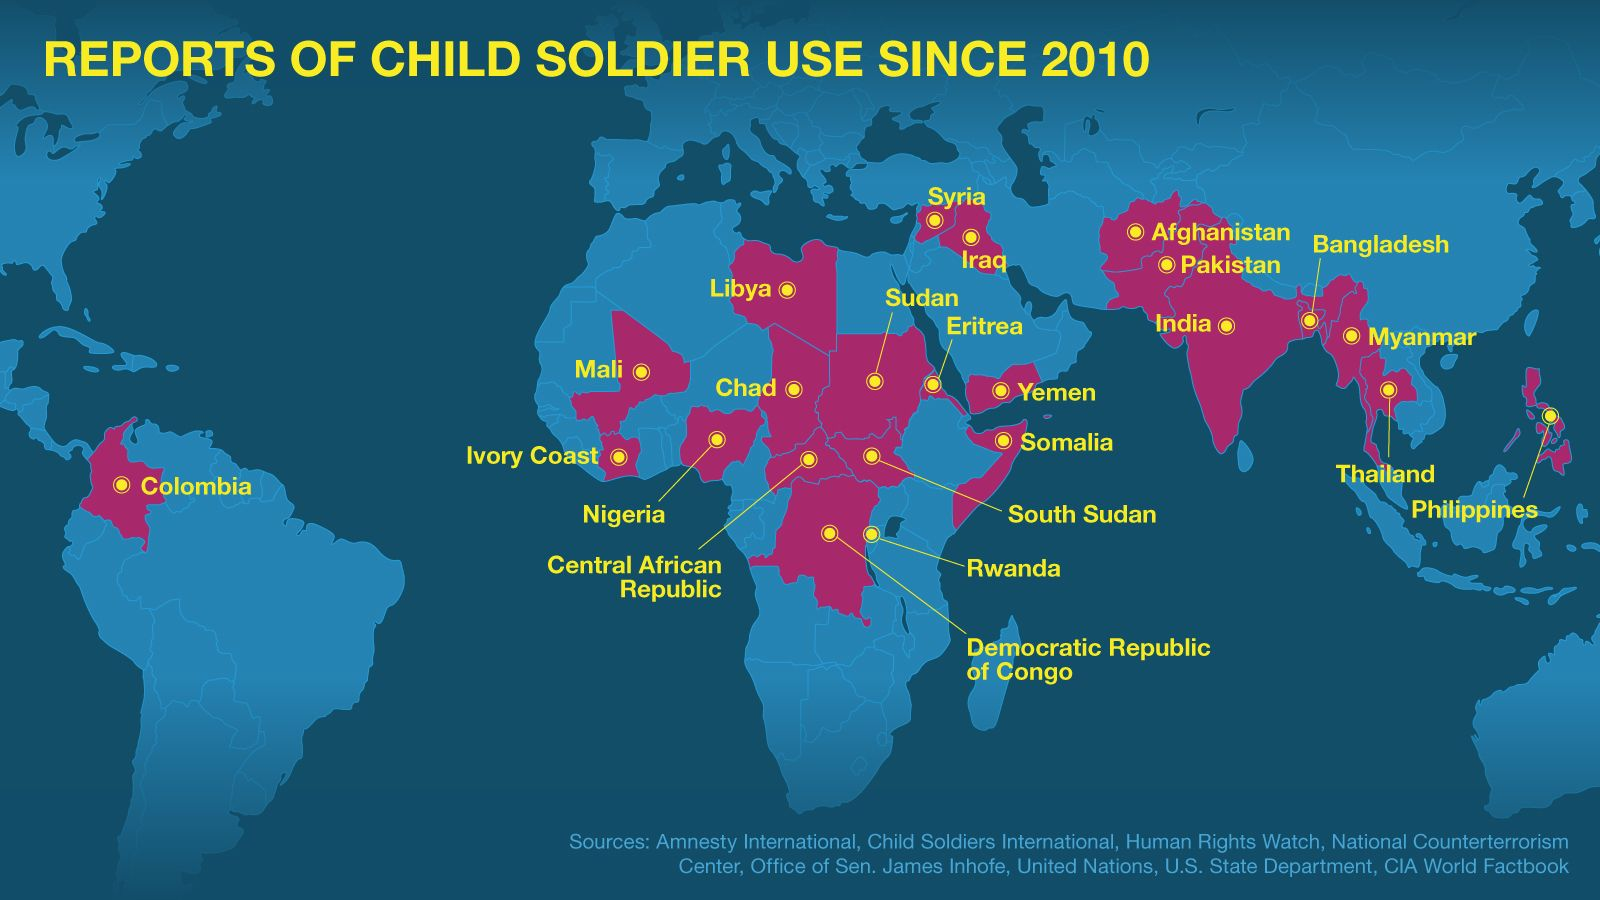 REPORTS OF CHILD SOLDIER USE SINCE 2010
Syria
Afghanistan
Iraq
Bangladesh
Pakistan
Libya
Sudan
Eritrea
India
Myanmar
Mali
Chad
Yemen
Ivory Coast
Somalia
Colombia
Thailand
Philippines
Nigeria
South Sudan
Central African
Republic
Rwanda
Democratic Republic
of Congo
Sources: Amnesty International, Child Soldiers International, Human Rights Watch, National Counterterrorism
Center, Office of Sen. James Inhofe, United Nations, U.S. State Department, CIA World Factbook